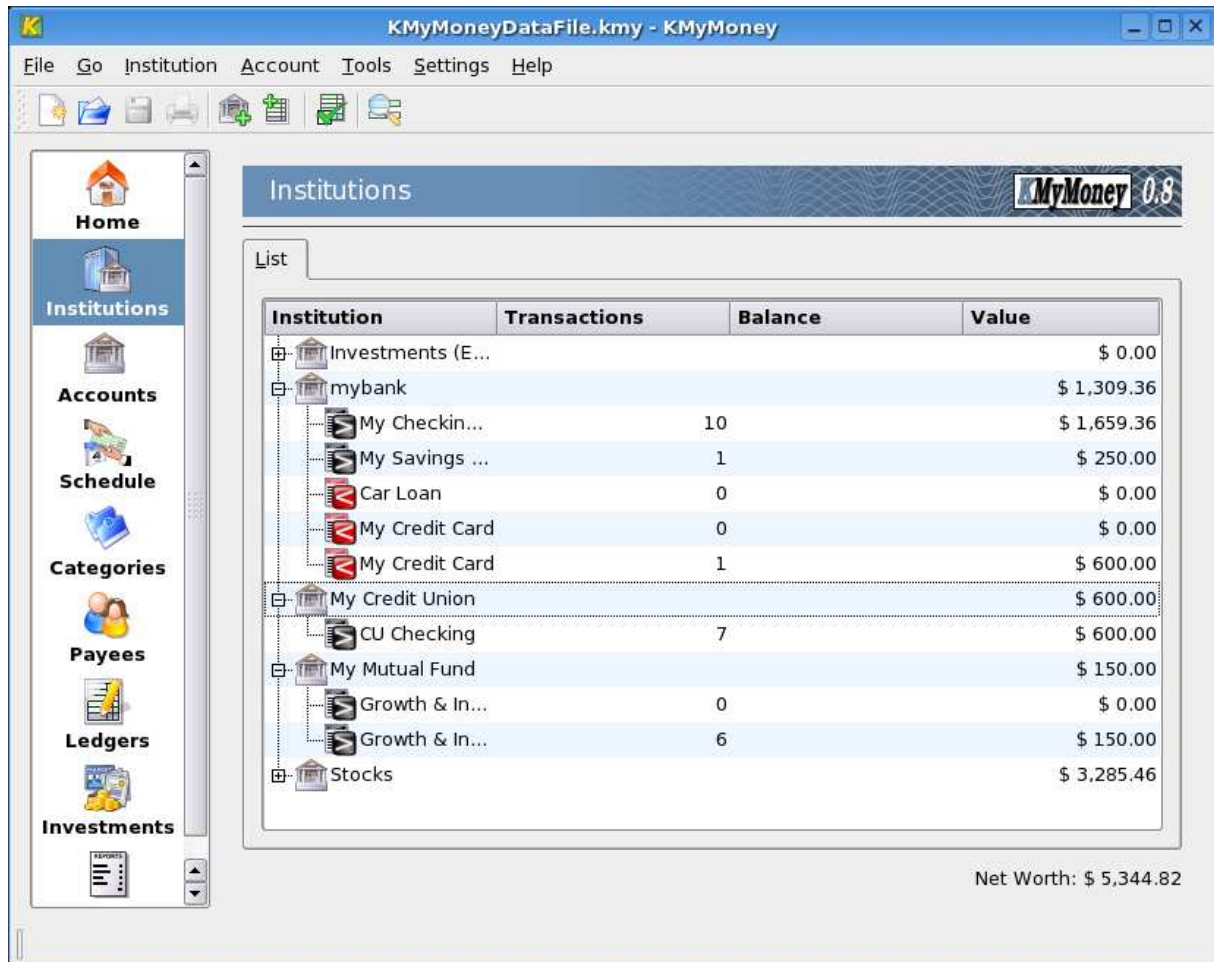 KMyMoneyDataFile.kmy - KMyMoney
File Go Institution Account Tools Settings Help
Home
Institutions
Accounts
Schedule
Categories
Payees
Ledgers
Investments
REPORTS
Institutions
KMyMoney 0.8
List
Institution Transactions Balance Value
Investments (E... $ 0.00
mybank $ 1,309.36
My Checkin... 10 $ 1,659.36
My Savings ... 1 $ 250.00
Car Loan 0 $ 0.00
My Credit Card 0 $ 0.00
My Credit Card 1 $ 600.00
My Credit Union $ 600.00
CU Checking 7 $ 600.00
My Mutual Fund $ 150.00
Growth & In... 0 $ 0.00
Growth & In... 6 $ 150.00
Stocks $ 3,285.46
Net Worth: $ 5,344.82